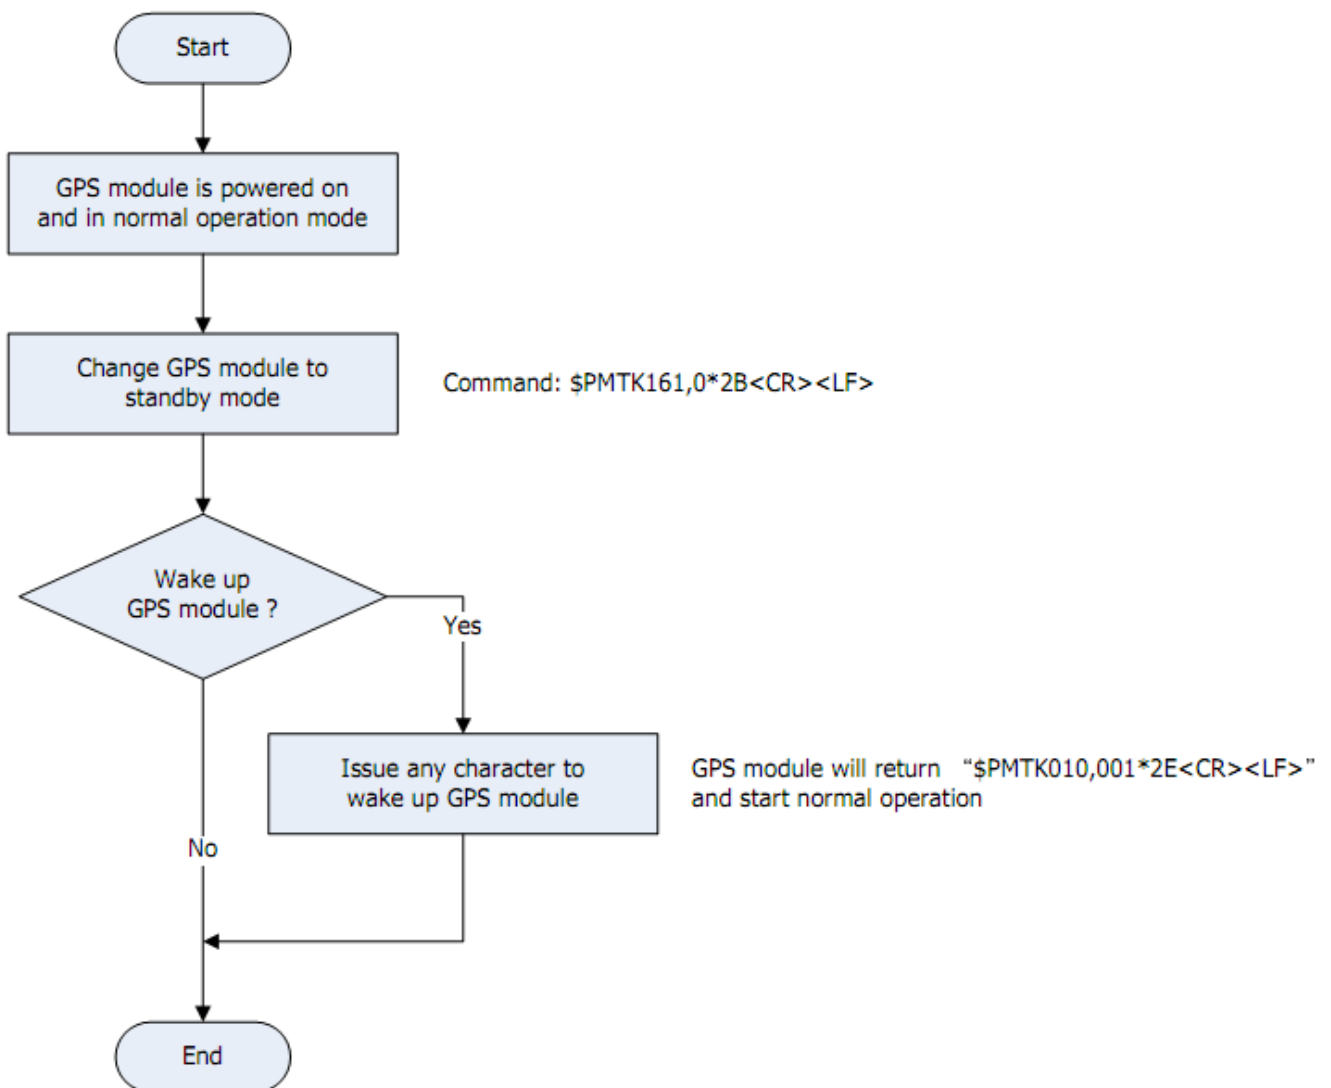 Start
GPS module is powered on
and in normal operation mode
Change GPS module to
standby mode
Command: $PMTK161,0*2B<CR><LF>
Wake up
GPS module ?
Yes
Issue any character to
wake up GPS module
GPS module will return “$PMTK010,001*2E<CR><LF>”
and start normal operation
No
End